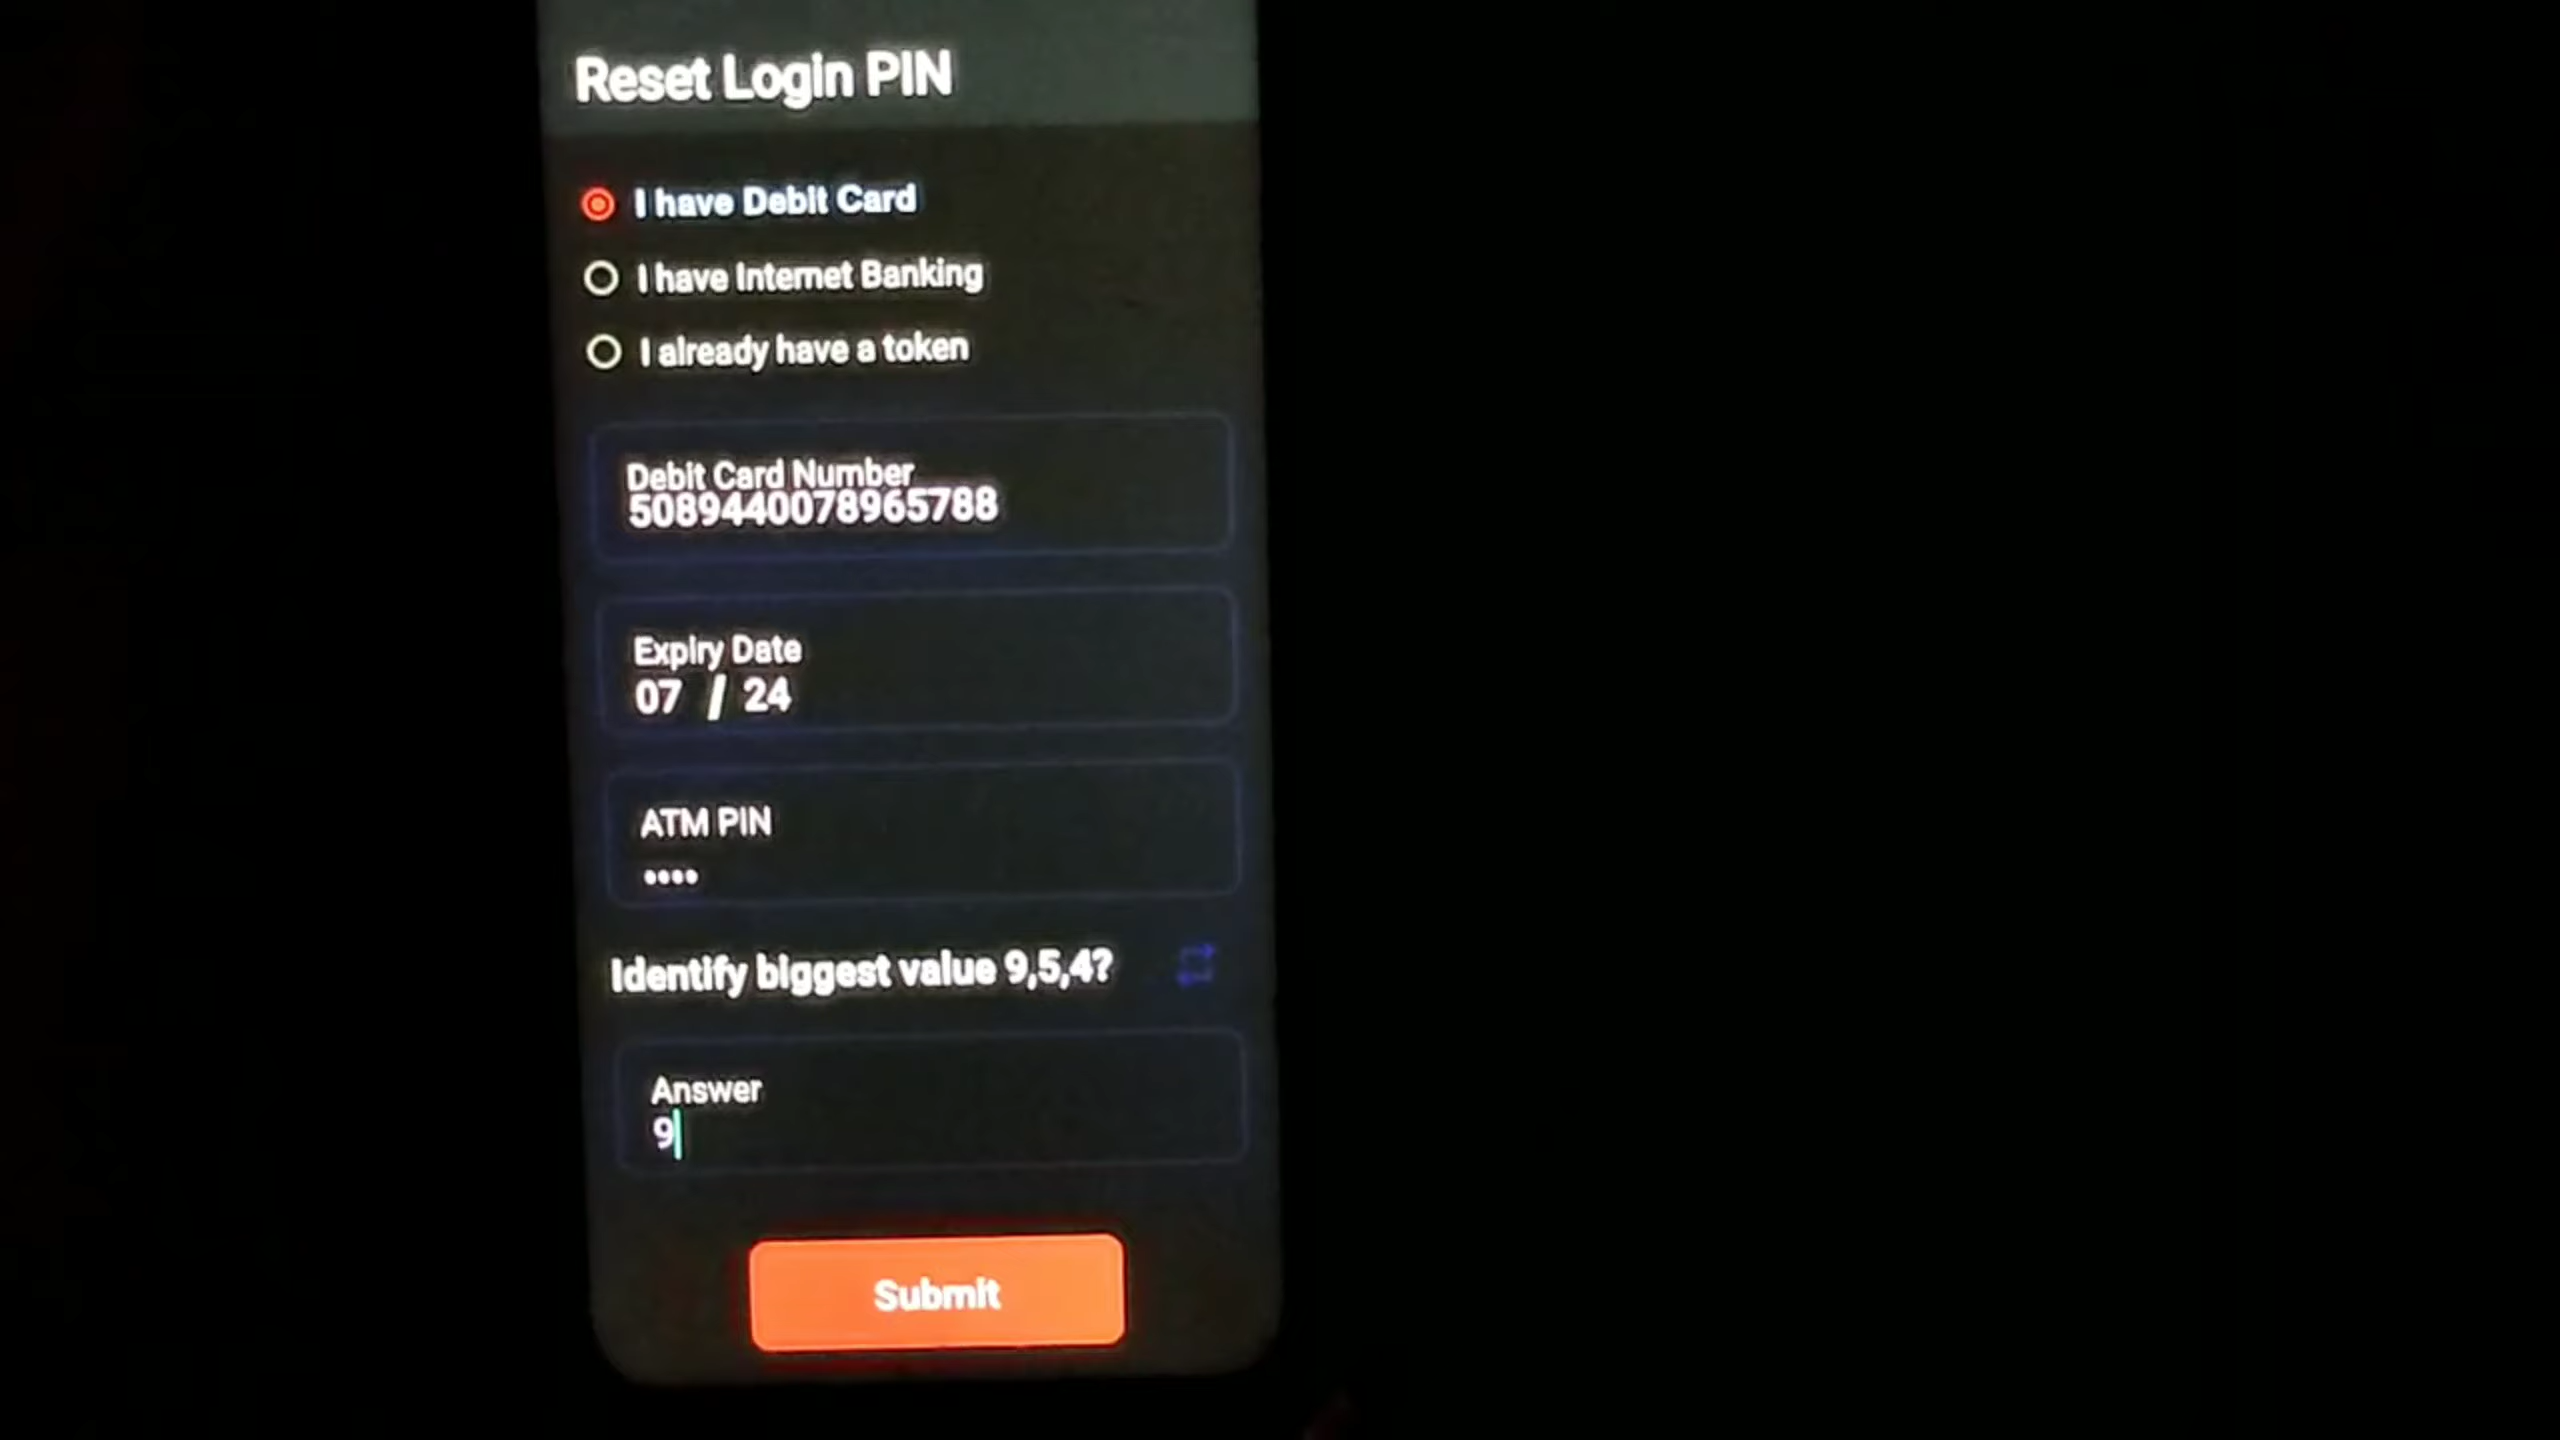 Reset Login PIN
I have Debit Card
I have Internet Banking
I already have a token
Debit Card Number
5089440078965788
Expiry Date
07 / 24
ATM PIN
••••
Identify biggest value 9,5,4?
Answer
9
Submit